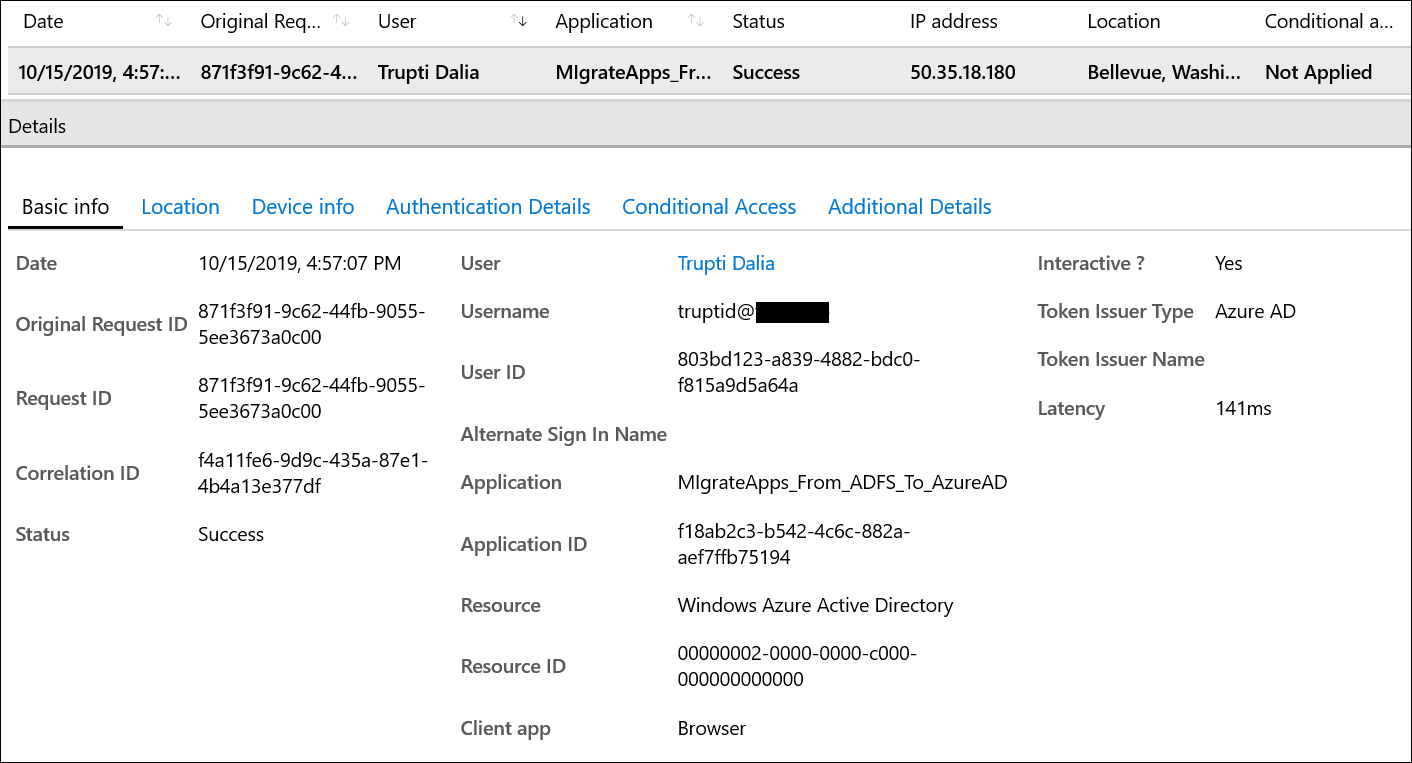 Date Original Req... User Application Status IP address Location Conditional a...
10/15/2019, 4:57:... 871f3f91-9c62-4... Trupti Dalia MIgrateApps_Fr... Success 50.35.18.180 Bellevue, Washi... Not Applied
Details
Basic info Location Device info Authentication Details Conditional Access Additional Details
Date 10/15/2019, 4:57:07 PM
Original Request ID 871f3f91-9c62-44fb-9055-
5ee3673a0c00
Request ID 871f3f91-9c62-44fb-9055-
5ee3673a0c00
Correlation ID f4a11fe6-9d9c-435a-87e1-
4b4a13e377df
Status Success
User Trupti Dalia
Username truptid@
User ID 803bd123-a839-4882-bdc0-
f815a9d5a64a
Alternate Sign In Name
Application MIgrateApps_From_ADFS_To_AzureAD
Application ID f18ab2c3-b542-4c6c-882a-
aef7ffb75194
Resource Windows Azure Active Directory
Resource ID 00000002-0000-0000-c000-
000000000000
Client app Browser
Interactive ? Yes
Token Issuer Type Azure AD
Token Issuer Name
Latency 141ms